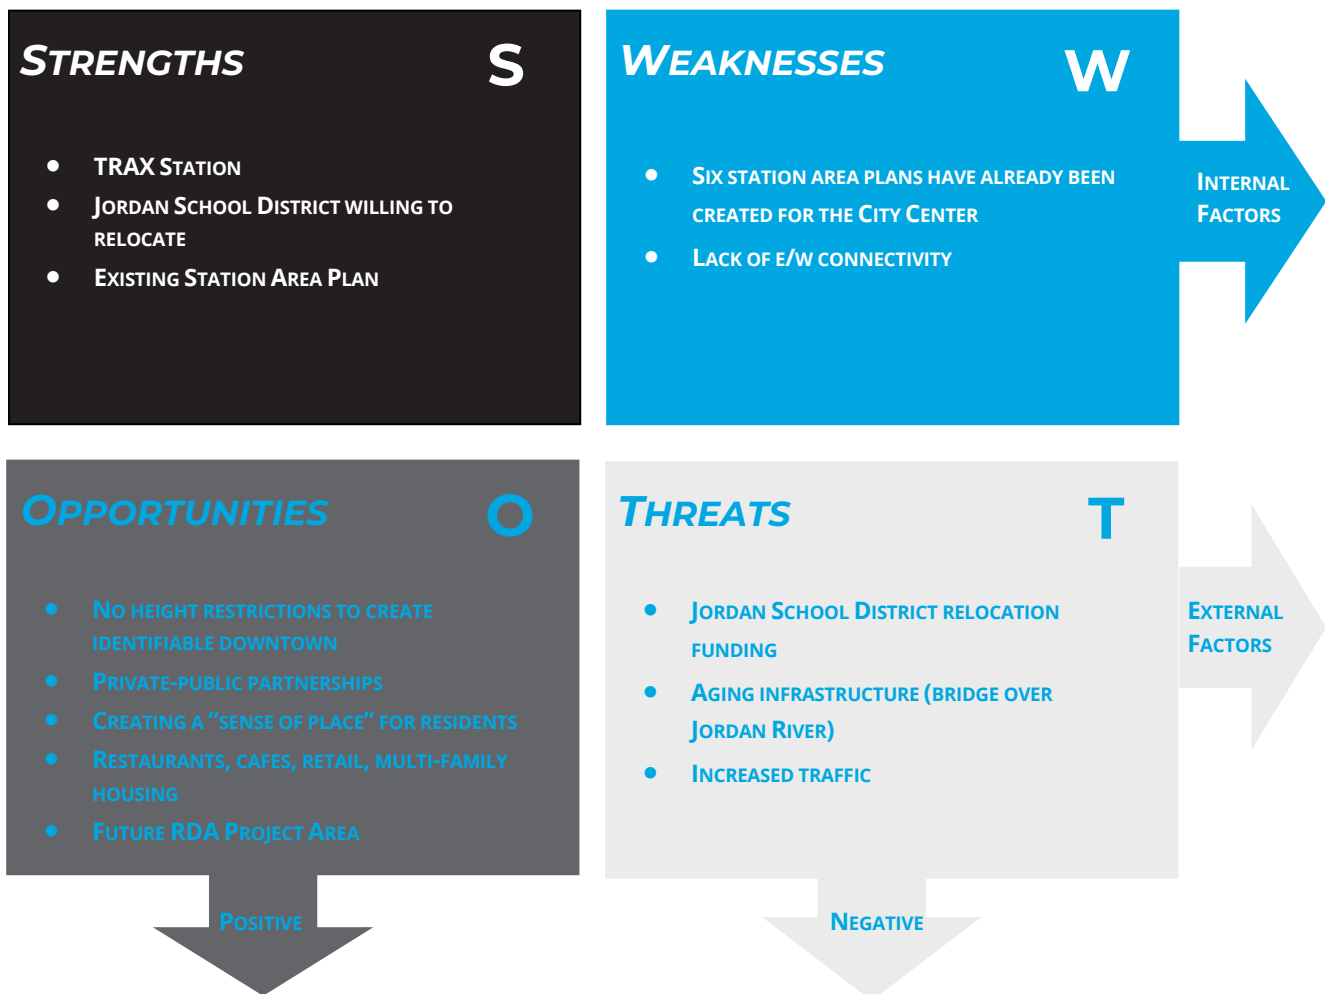 STRENGTHS S
TRAX STATION
JORDAN SCHOOL DISTRICT WILLING TO
RELOCATE
EXISTING STATION AREA PLAN
WEAKNESSES W
SIX STATION AREA PLANS HAVE ALREADY BEEN
CREATED FOR THE CITY CENTER
LACK OF E/W CONNECTIVITY
INTERNAL
FACTORS
OPPORTUNITIES O
NO HEIGHT RESTRICTIONS TO CREATE
IDENTIFIABLE DOWNTOWN
PRIVATE-PUBLIC PARTNERSHIPS
CREATING A "SENSE OF PLACE" FOR RESIDENTS
RESTAURANTS, CAFES, RETAIL, MULTI-FAMILY
HOUSING
FUTURE RDA PROJECT AREA
THREATS T
JORDAN SCHOOL DISTRICT RELOCATION
FUNDING
AGING INFRASTRUCTURE (BRIDGE OVER
JORDAN RIVER)
INCREASED TRAFFIC
EXTERNAL
FACTORS
POSITIVE
NEGATIVE